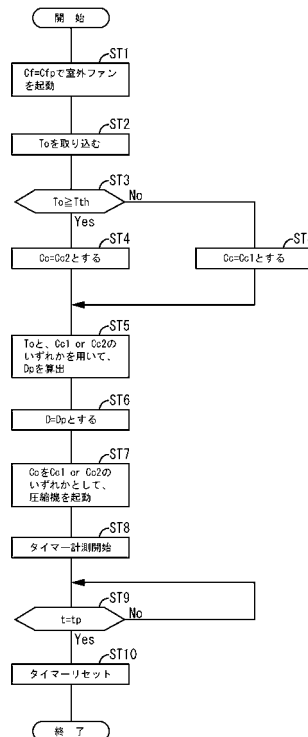 開　始
ST1
Cf=Cfpで室外ファン
を起動
ST2
Toを取り込む
ST3
To≧Tth
No
Yes
ST4
Cc=Cc2とする
Cc=Cc1とする
Toと、Cc1 or Cc2の
いずれかを用いて、
Dpを算出
ST5
D=Dpとする
ST6
CcをCc1 or Cc2の
いずれかとして、
圧縮機を起動
ST7
タイマー計測開始
ST8
t=tp
ST9
No
Yes
ST10
タイマーリセット
終　了